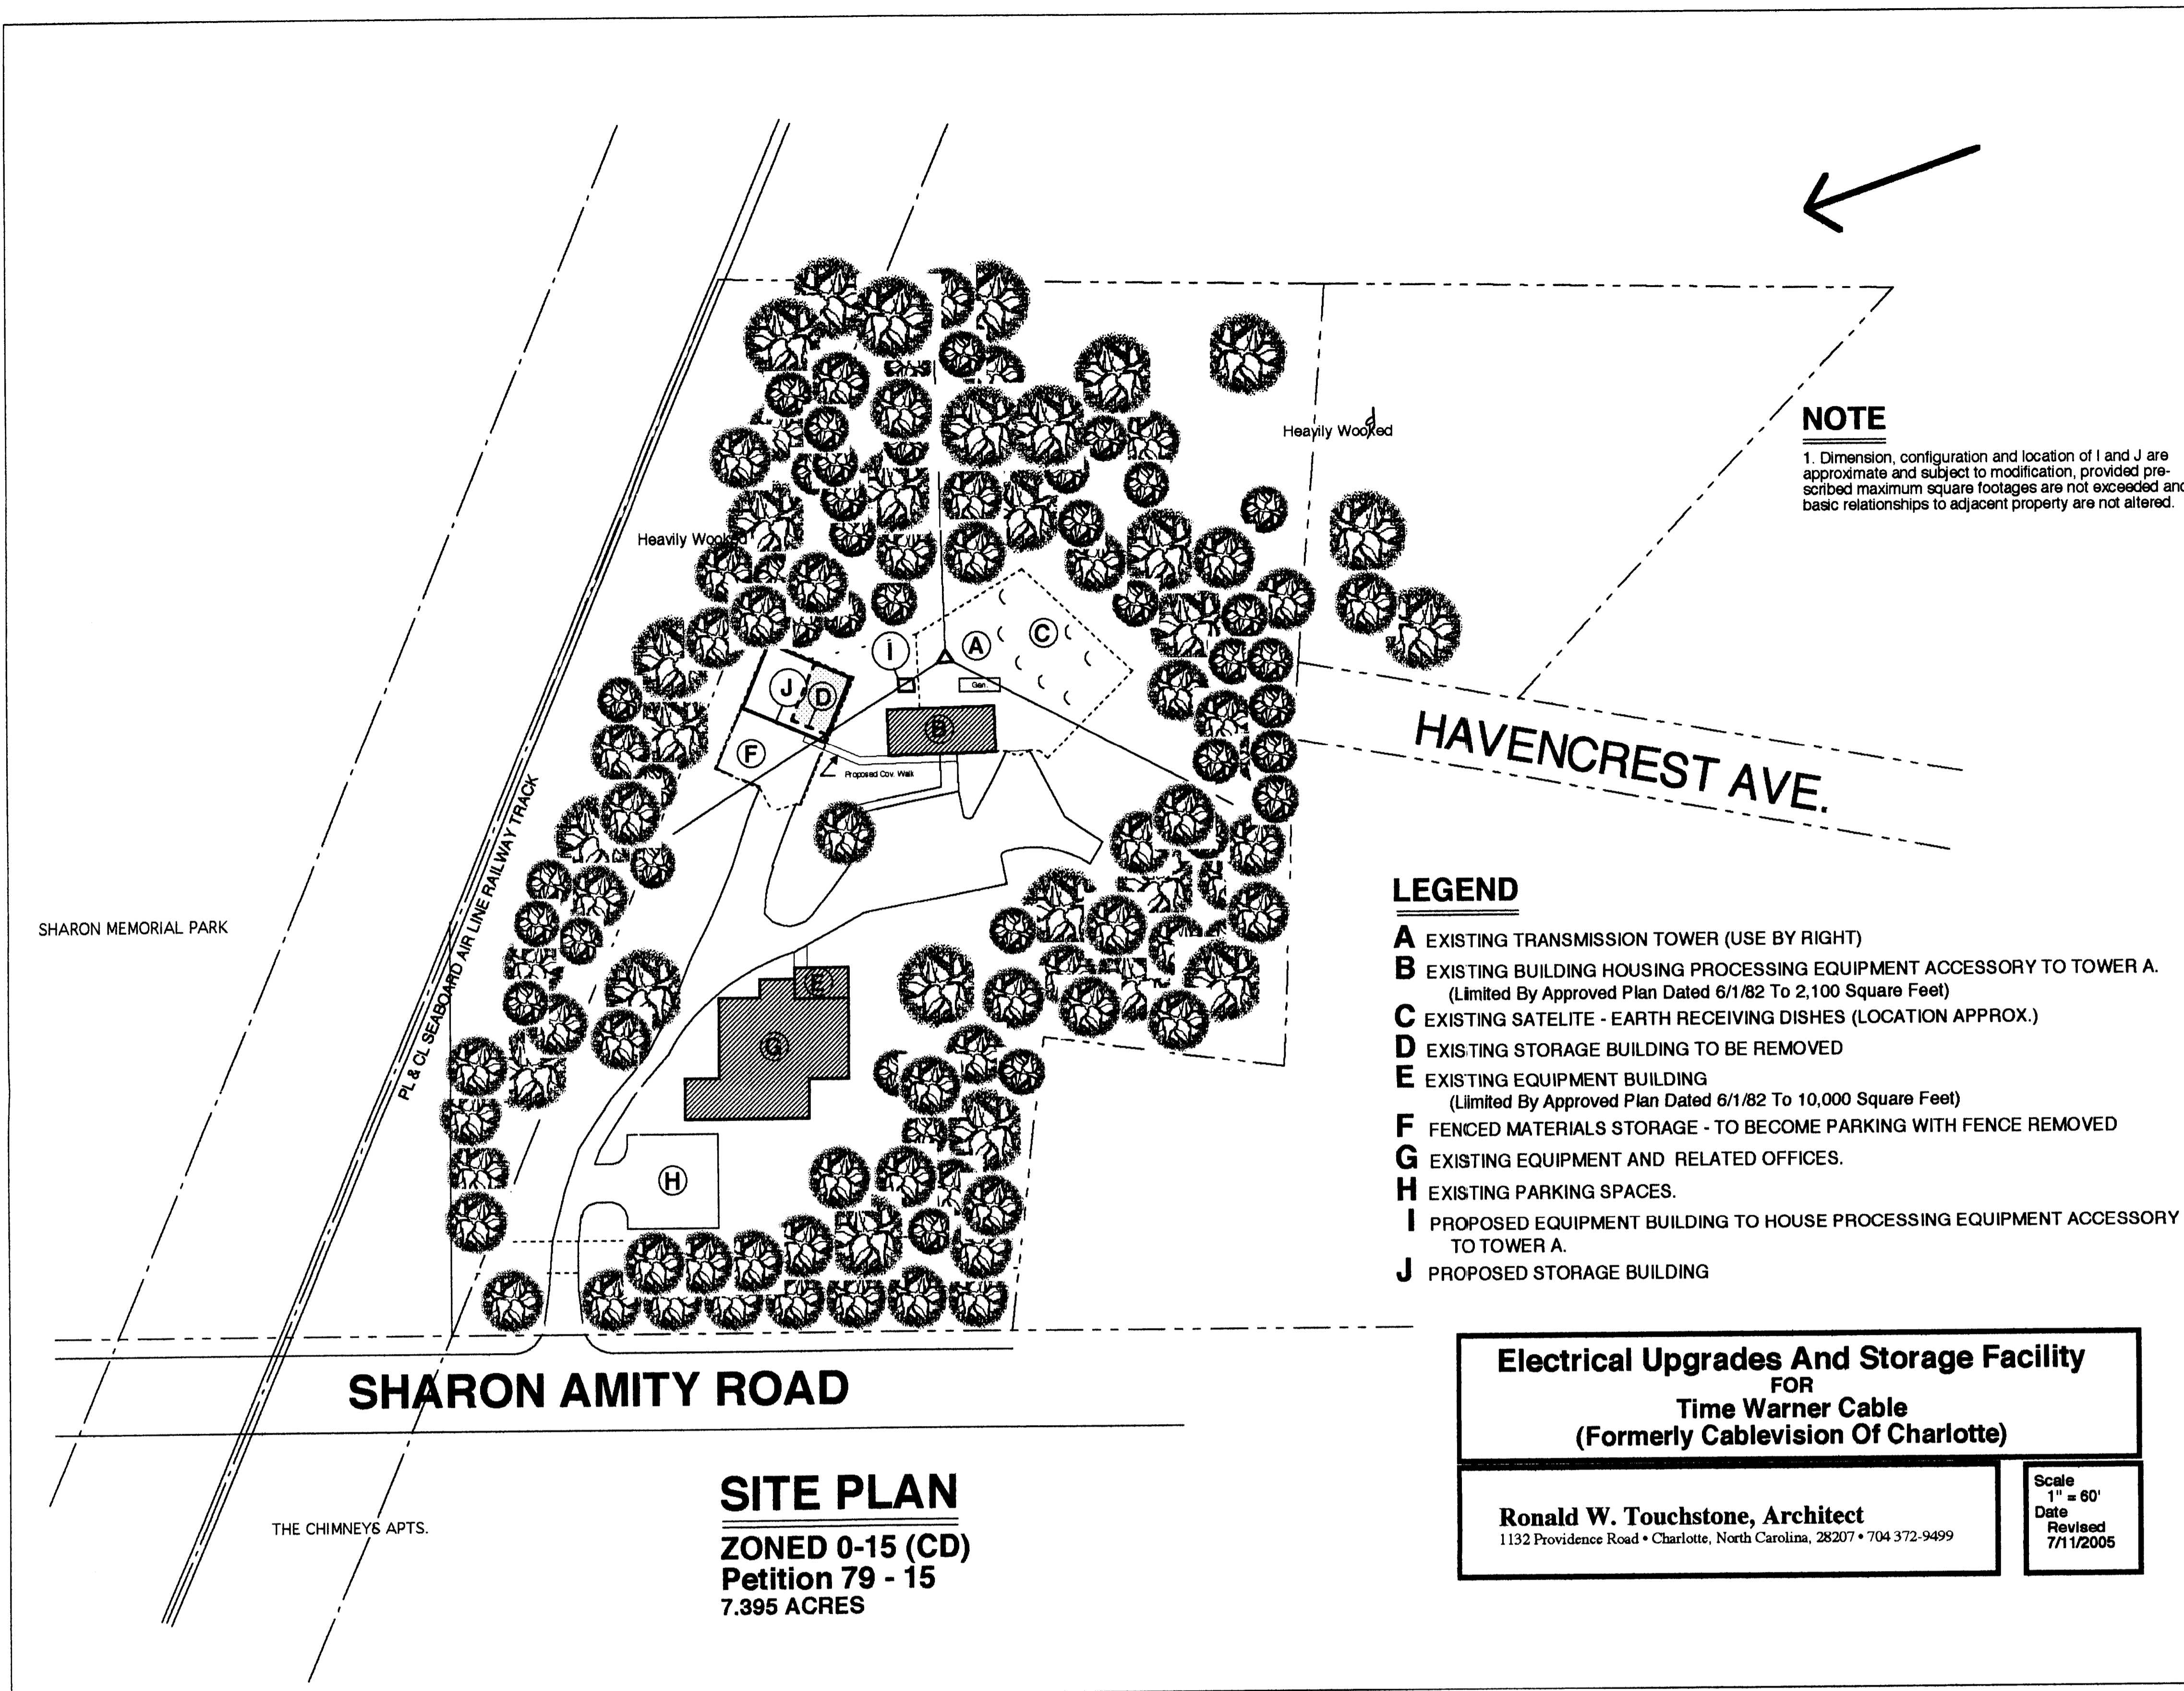 Heavily Wooked
d
NOTE
1. Dimension, configuration and location of I and J are
approximate and subject to modification, provided pre-
scribed maximum square footages are not exceeded and
basic relationships to adjacent property are not altered.
Heavily Wooked
I
A
C
J
D
Gen.
B
F
Proposed Cov. Walk
HAVENCREST AVE.
PL & CL SEABOARD AIR LINE RAILWAY TRACK
SHARON MEMORIAL PARK
E
G
H
LEGEND
A EXISTING TRANSMISSION TOWER (USE BY RIGHT)
B EXISTING BUILDING HOUSING PROCESSING EQUIPMENT ACCESSORY TO TOWER A.
(Limited By Approved Plan Dated 6/1/82 To 2,100 Square Feet)
C EXISTING SATELITE - EARTH RECEIVING DISHES (LOCATION APPROX.)
D EXISTING STORAGE BUILDING TO BE REMOVED
E EXISTING EQUIPMENT BUILDING
(Limited By Approved Plan Dated 6/1/82 To 10,000 Square Feet)
F FENCED MATERIALS STORAGE - TO BECOME PARKING WITH FENCE REMOVED
G EXISTING EQUIPMENT AND RELATED OFFICES.
H EXISTING PARKING SPACES.
I PROPOSED EQUIPMENT BUILDING TO HOUSE PROCESSING EQUIPMENT ACCESSORY
TO TOWER A.
J PROPOSED STORAGE BUILDING
SHARON AMITY ROAD
THE CHIMNEYS APTS.
SITE PLAN
ZONED 0-15 (CD)
Petition 79 - 15
7.395 ACRES
Electrical Upgrades And Storage Facility
FOR
Time Warner Cable
(Formerly Cablevision Of Charlotte)
Ronald W. Touchstone, Architect
1132 Providence Road • Charlotte, North Carolina, 28207 • 704 372-9499
Scale
1" = 60'
Date
Revised
7/11/2005